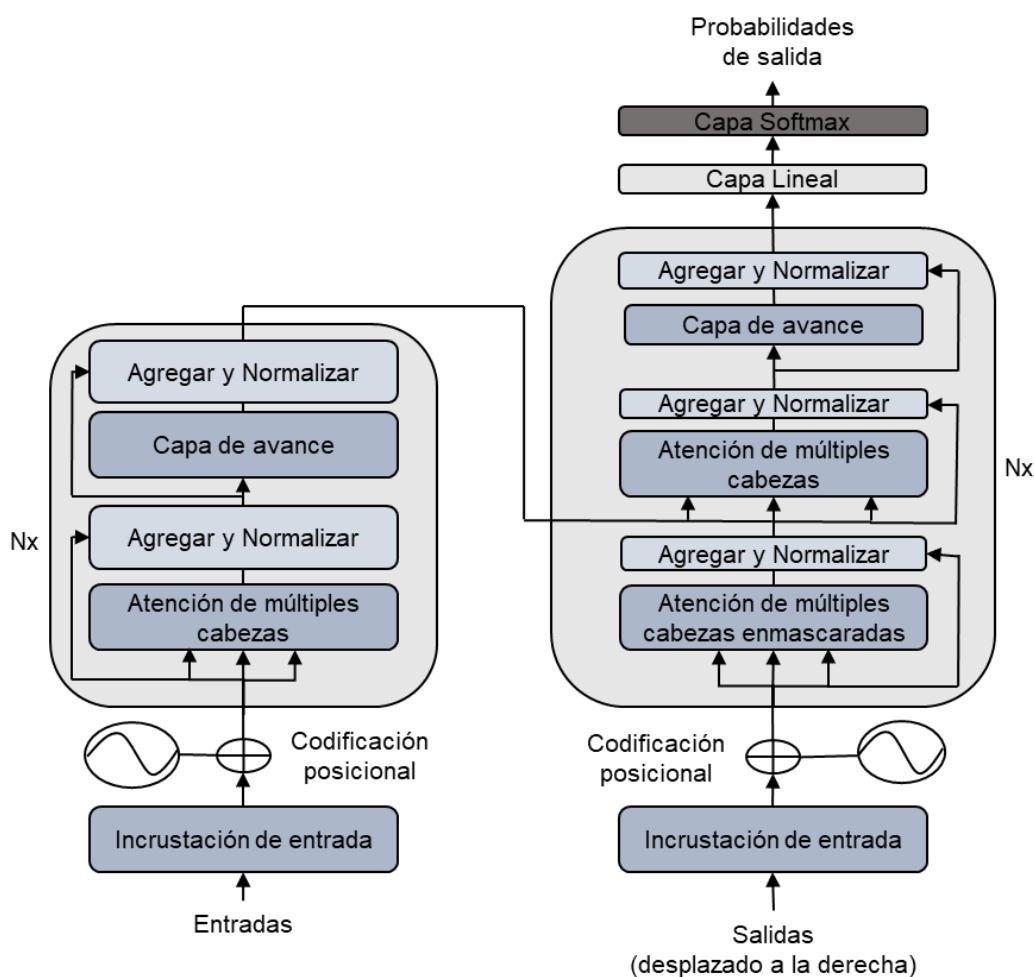 Probabilidades
de salida
Capa Softmax
Capa Lineal
Agregar y Normalizar
Capa de avance
Agregar y Normalizar
Atención de múltiples
cabezas
Nx
Agregar y Normalizar
Atención de múltiples
cabezas enmascaradas
Codificación
posicional
Incrustación de entrada
Salidas
(desplazado a la derecha)
Agregar y Normalizar
Capa de avance
Nx
Agregar y Normalizar
Atención de múltiples
cabezas
Codificación
posicional
Incrustación de entrada
Entradas